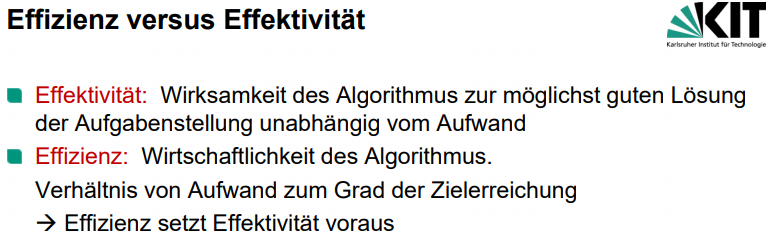 Effizienz versus Effektivität
KIT
Karlsruher Institut für Technologie
Effektivität: Wirksamkeit des Algorithmus zur möglichst guten Lösung
der Aufgabenstellung unabhängig vom Aufwand
Effizienz: Wirtschaftlichkeit des Algorithmus.
Verhältnis von Aufwand zum Grad der Zielerreichung
→ Effizienz setzt Effektivität voraus